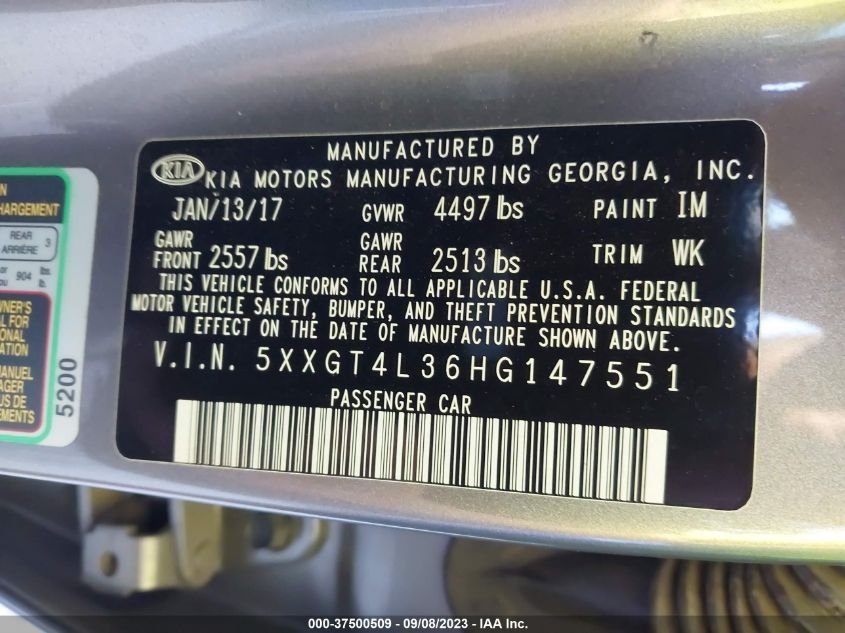 MANUFACTURED BY
KIA KIA MOTORS MANUFACTURING GEORGIA, INC.
JAN/13/17 GVWR 4497 lbs PAINT IM
GAWR FRONT 2557 lbs GAWR REAR 2513 lbs TRIM WK
THIS VEHICLE CONFORMS TO ALL APPLICABLE U.S.A. FEDERAL
MOTOR VEHICLE SAFETY, BUMPER, AND THEFT PREVENTION STANDARDS
IN EFFECT ON THE DATE OF MANUFACTURE SHOWN ABOVE.
V.I.N. 5XXGT4L36HG147551
PASSENGER CAR
REAR 3
ARRIÈRE
904 lbs.
lb.
5200
000-37500509 - 09/08/2023 - IAA Inc.